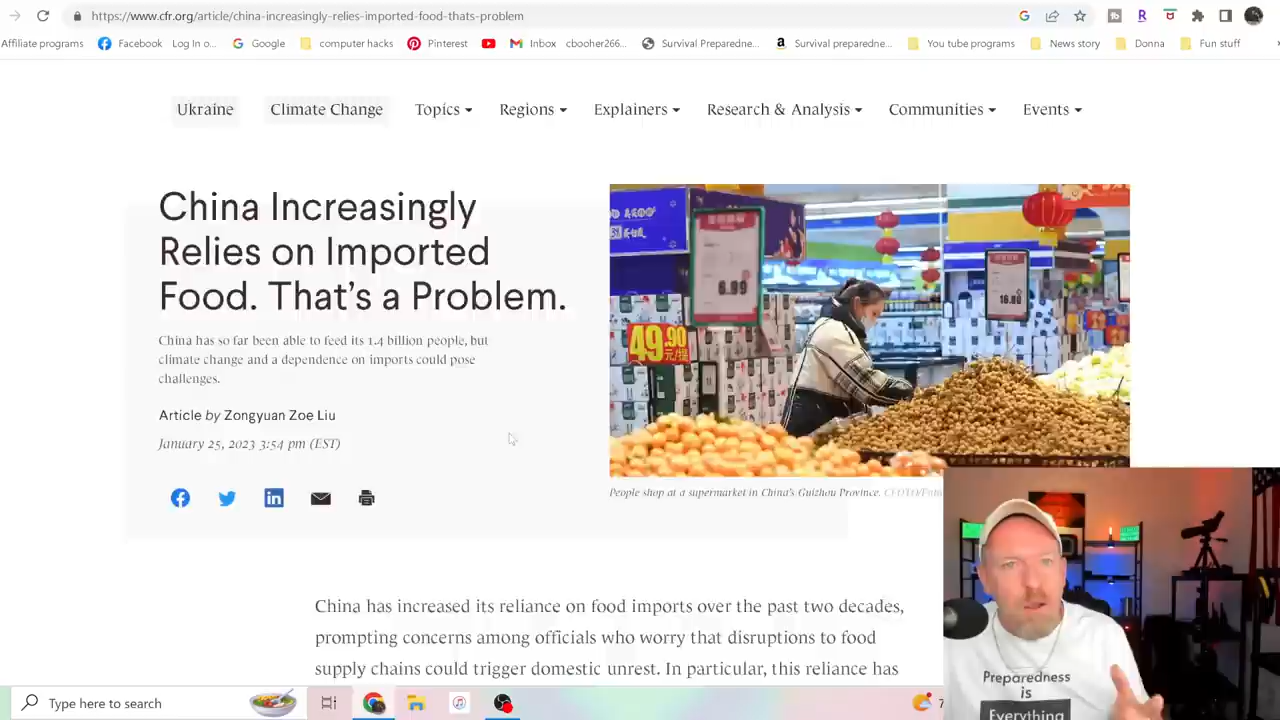 https://www.cfr.org/article/china-increasingly-relies-imported-food-thats-problem
Affiliate programs
Facebook
Log In o...
Google
computer hacks
Pinterest
Inbox
cbooher266...
Survival Preparedne...
Survival preparedne...
You tube programs
News story
Donna
Fun stuff
Ukraine
Climate Change
Topics
Regions
Explainers
Research & Analysis
Communities
Events
China Increasingly
Relies on Imported
Food. That's a Problem.
China has so far been able to feed its 1.4 billion people, but
climate change and a dependence on imports could pose
challenges.
Article by Zongyuan Zoe Liu
January 25, 2023 3:54 pm (EST)
6.99
16.80
49.90
元/提
People shop at a supermarket in China's Guizhou Province.
China has increased its reliance on food imports over the past two decades,
prompting concerns among officials who worry that disruptions to food
supply chains could trigger domestic unrest. In particular, this reliance has
Preparedness
is
Everything
Type here to search
7